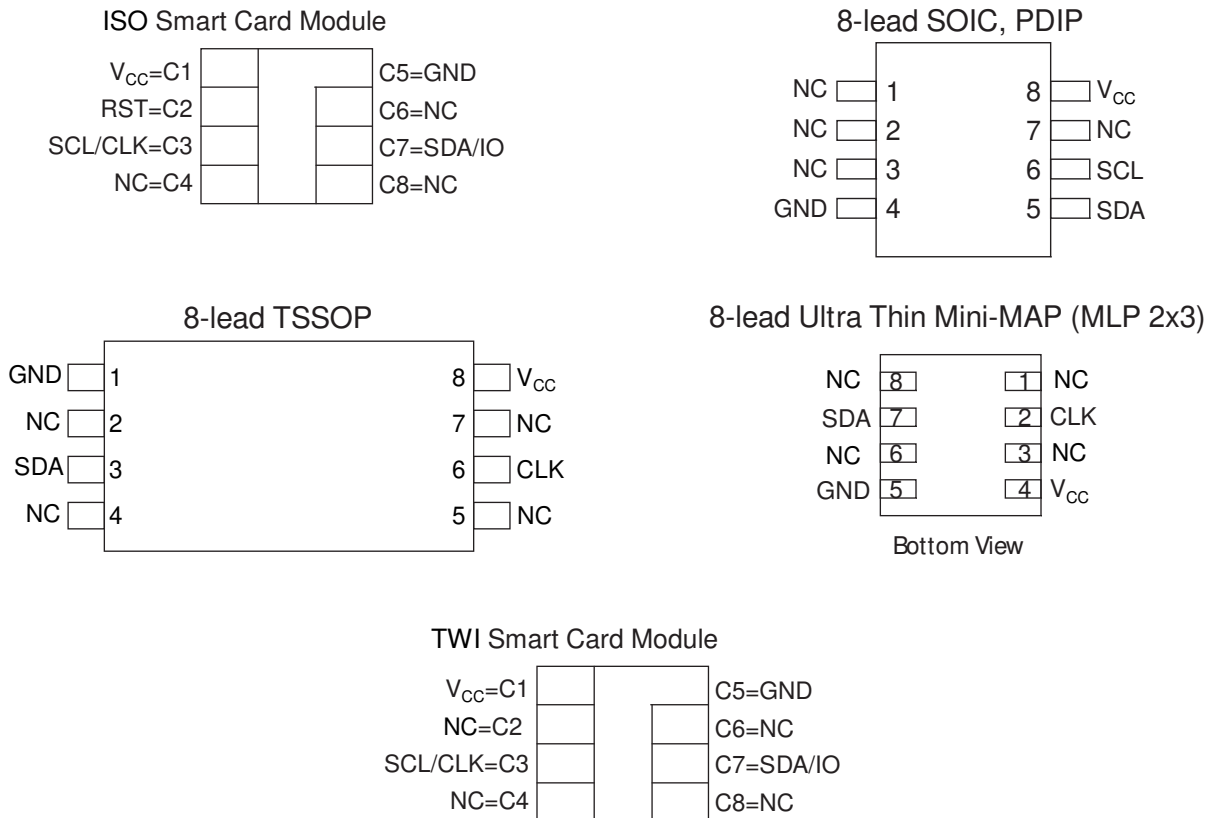 ISO Smart Card Module
V_CC=C1 C5=GND
RST=C2 C6=NC
SCL/CLK=C3 C7=SDA/IO
NC=C4 C8=NC
8-lead SOIC, PDIP
NC 1 8 V_CC
NC 2 7 NC
NC 3 6 SCL
GND 4 5 SDA
8-lead TSSOP
GND 1 8 V_CC
NC 2 7 NC
SDA 3 6 CLK
NC 4 5 NC
8-lead Ultra Thin Mini-MAP (MLP 2x3)
NC 8 1 NC
SDA 7 2 CLK
NC 6 3 NC
GND 5 4 V_CC
Bottom View
TWI Smart Card Module
V_CC=C1 C5=GND
NC=C2 C6=NC
SCL/CLK=C3 C7=SDA/IO
NC=C4 C8=NC